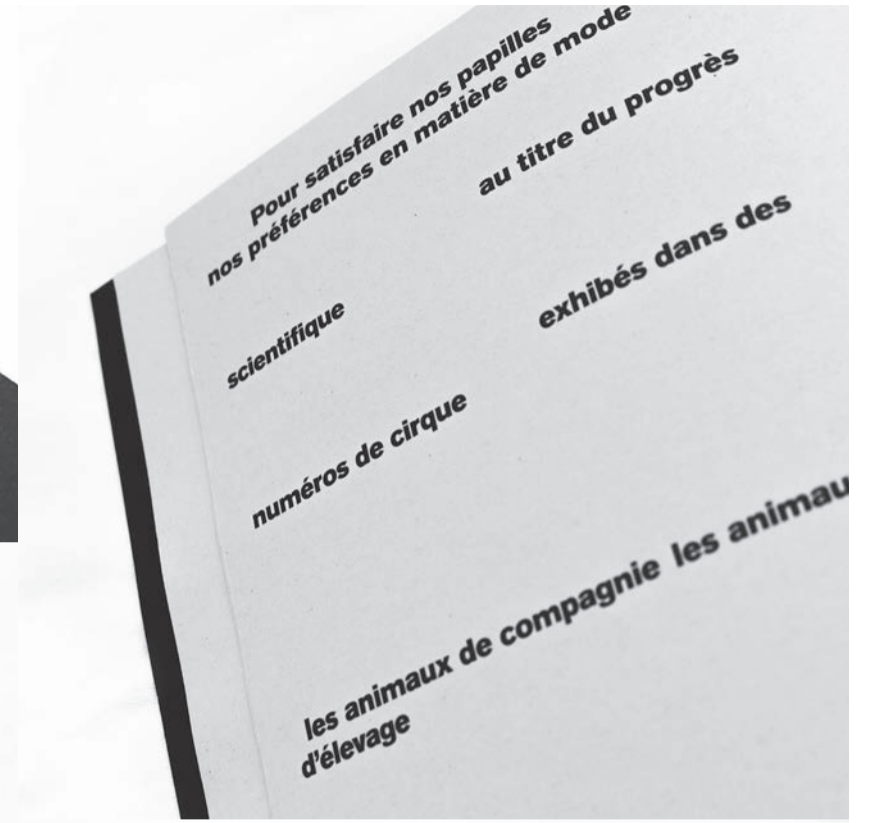 Pour satisfaire nos papilles
nos préférences en matière de mode
au titre du progrès
scientifique
exhibés dans des
numéros de cirque
les animaux de compagnie les animau
d'élevage